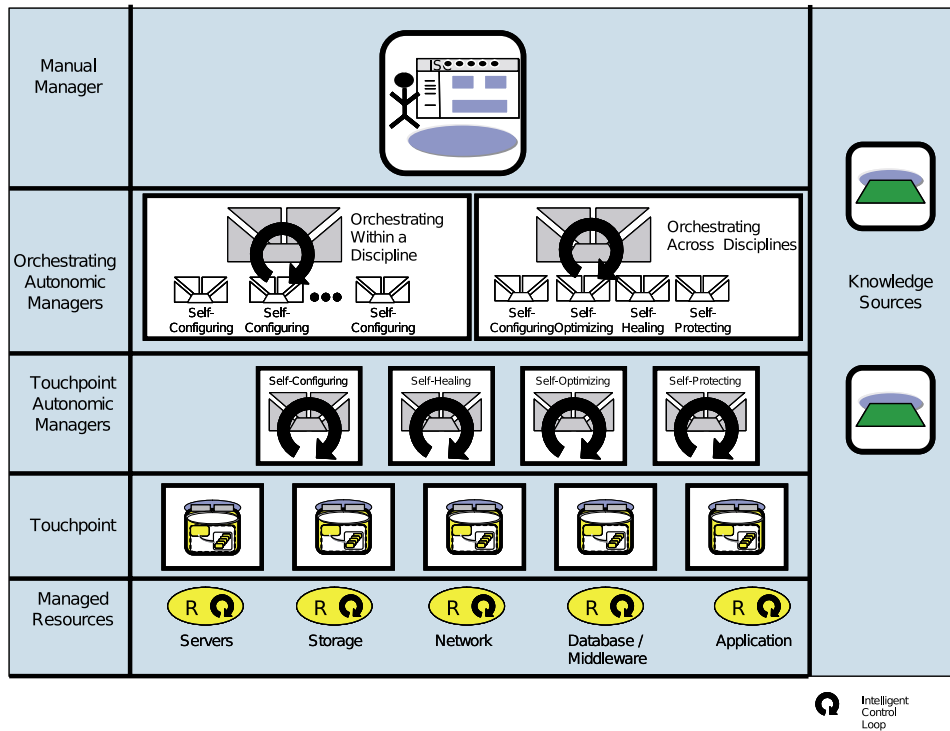 Manual
Manager
ISC
Orchestrating
Autonomic
Managers
Orchestrating
Within a
Discipline
Self-
Configuring
Self-
Configuring
Self-
Configuring
Orchestrating
Across Disciplines
Self-
Configuring
Self-
Optimizing
Self-
Healing
Self-
Protecting
Knowledge
Sources
Touchpoint
Autonomic
Managers
Self-Configuring
Self-Healing
Self-Optimizing
Self-Protecting
Touchpoint
Managed
Resources
R
Servers
R
Storage
R
Network
R
Database /
Middleware
R
Application
Intelligent
Control
Loop